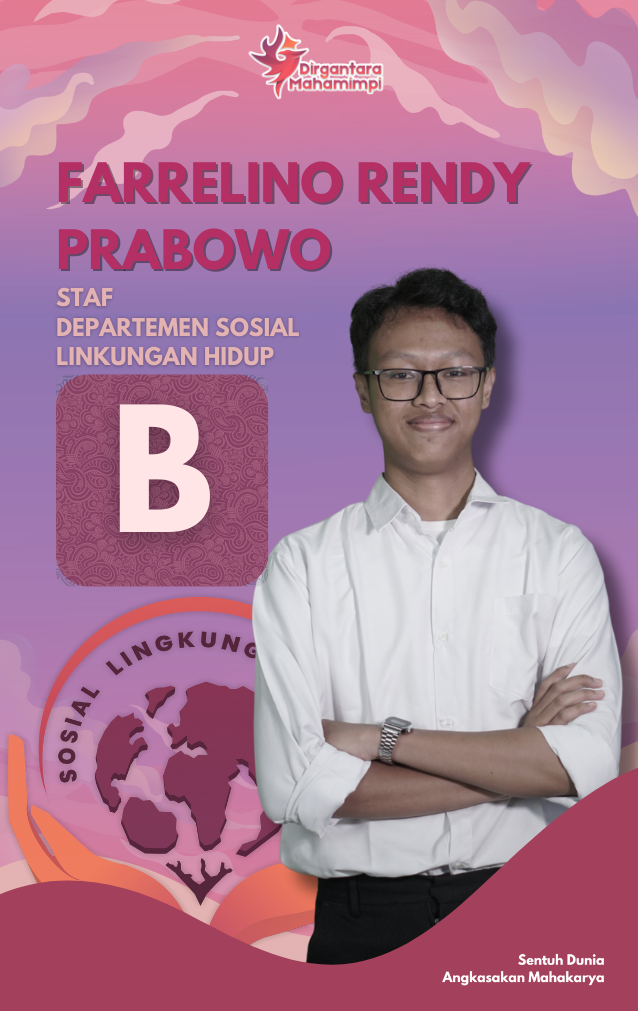 Dirgantara
Mahamimpi
FARRELINO RENDY
PRABOWO
STAF
DEPARTEMEN SOSIAL
LINKUNGAN HIDUP
B
SOSIAL LINGKUNG
Sentuh Dunia
Angkasakan Mahakarya